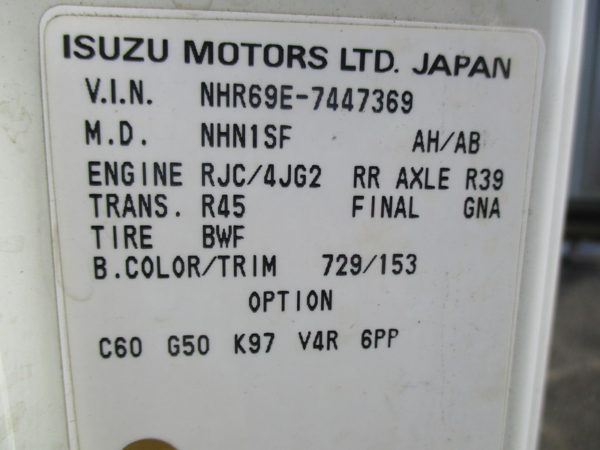 ISUZU MOTORS LTD. JAPAN
V.I.N. NHR69E-7447369
M.D. NHN1SF AH/AB
ENGINE RJC/4JG2 RR AXLE R39
TRANS. R45 FINAL GNA
TIRE BWF
B.COLOR/TRIM 729/153
OPTION
C60 G50 K97 V4R 6PP